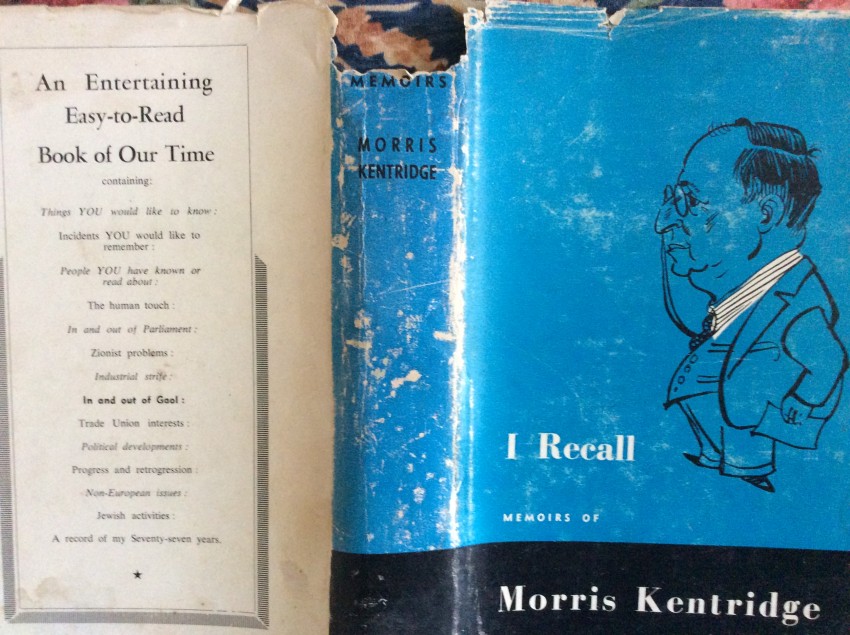 An Entertaining
Easy-to-Read
Book of Our Time
containing:
Things YOU would like to know:
Incidents YOU would like to
remember:
People YOU have known or
read about:
The human touch:
In and out of Parliament:
Zionist problems:
Industrial strife:
In and out of Gaol:
Trade Union interests:
Political developments:
Progress and retrogression:
Non-European issues:
Jewish activities:
A record of my Seventy-seven years.
MEMOIRS
MORRIS
KENTRIDGE
I Recall
MEMOIRS OF
Morris Kentridge